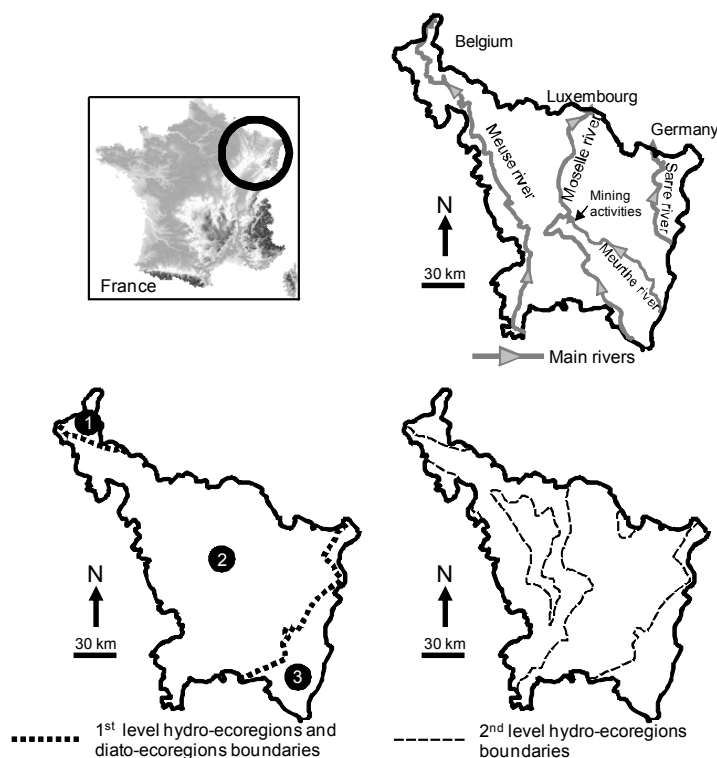 Belgium
Luxembourg
Germany
Meuse river
Moselle river
Sarre river
Mining
activities
Meurthe river
N
30 km
France
Main rivers
1
2
3
N
30 km
1st level hydro-ecoregions and
diato-ecoregions boundaries
N
30 km
2nd level hydro-ecoregions
boundaries